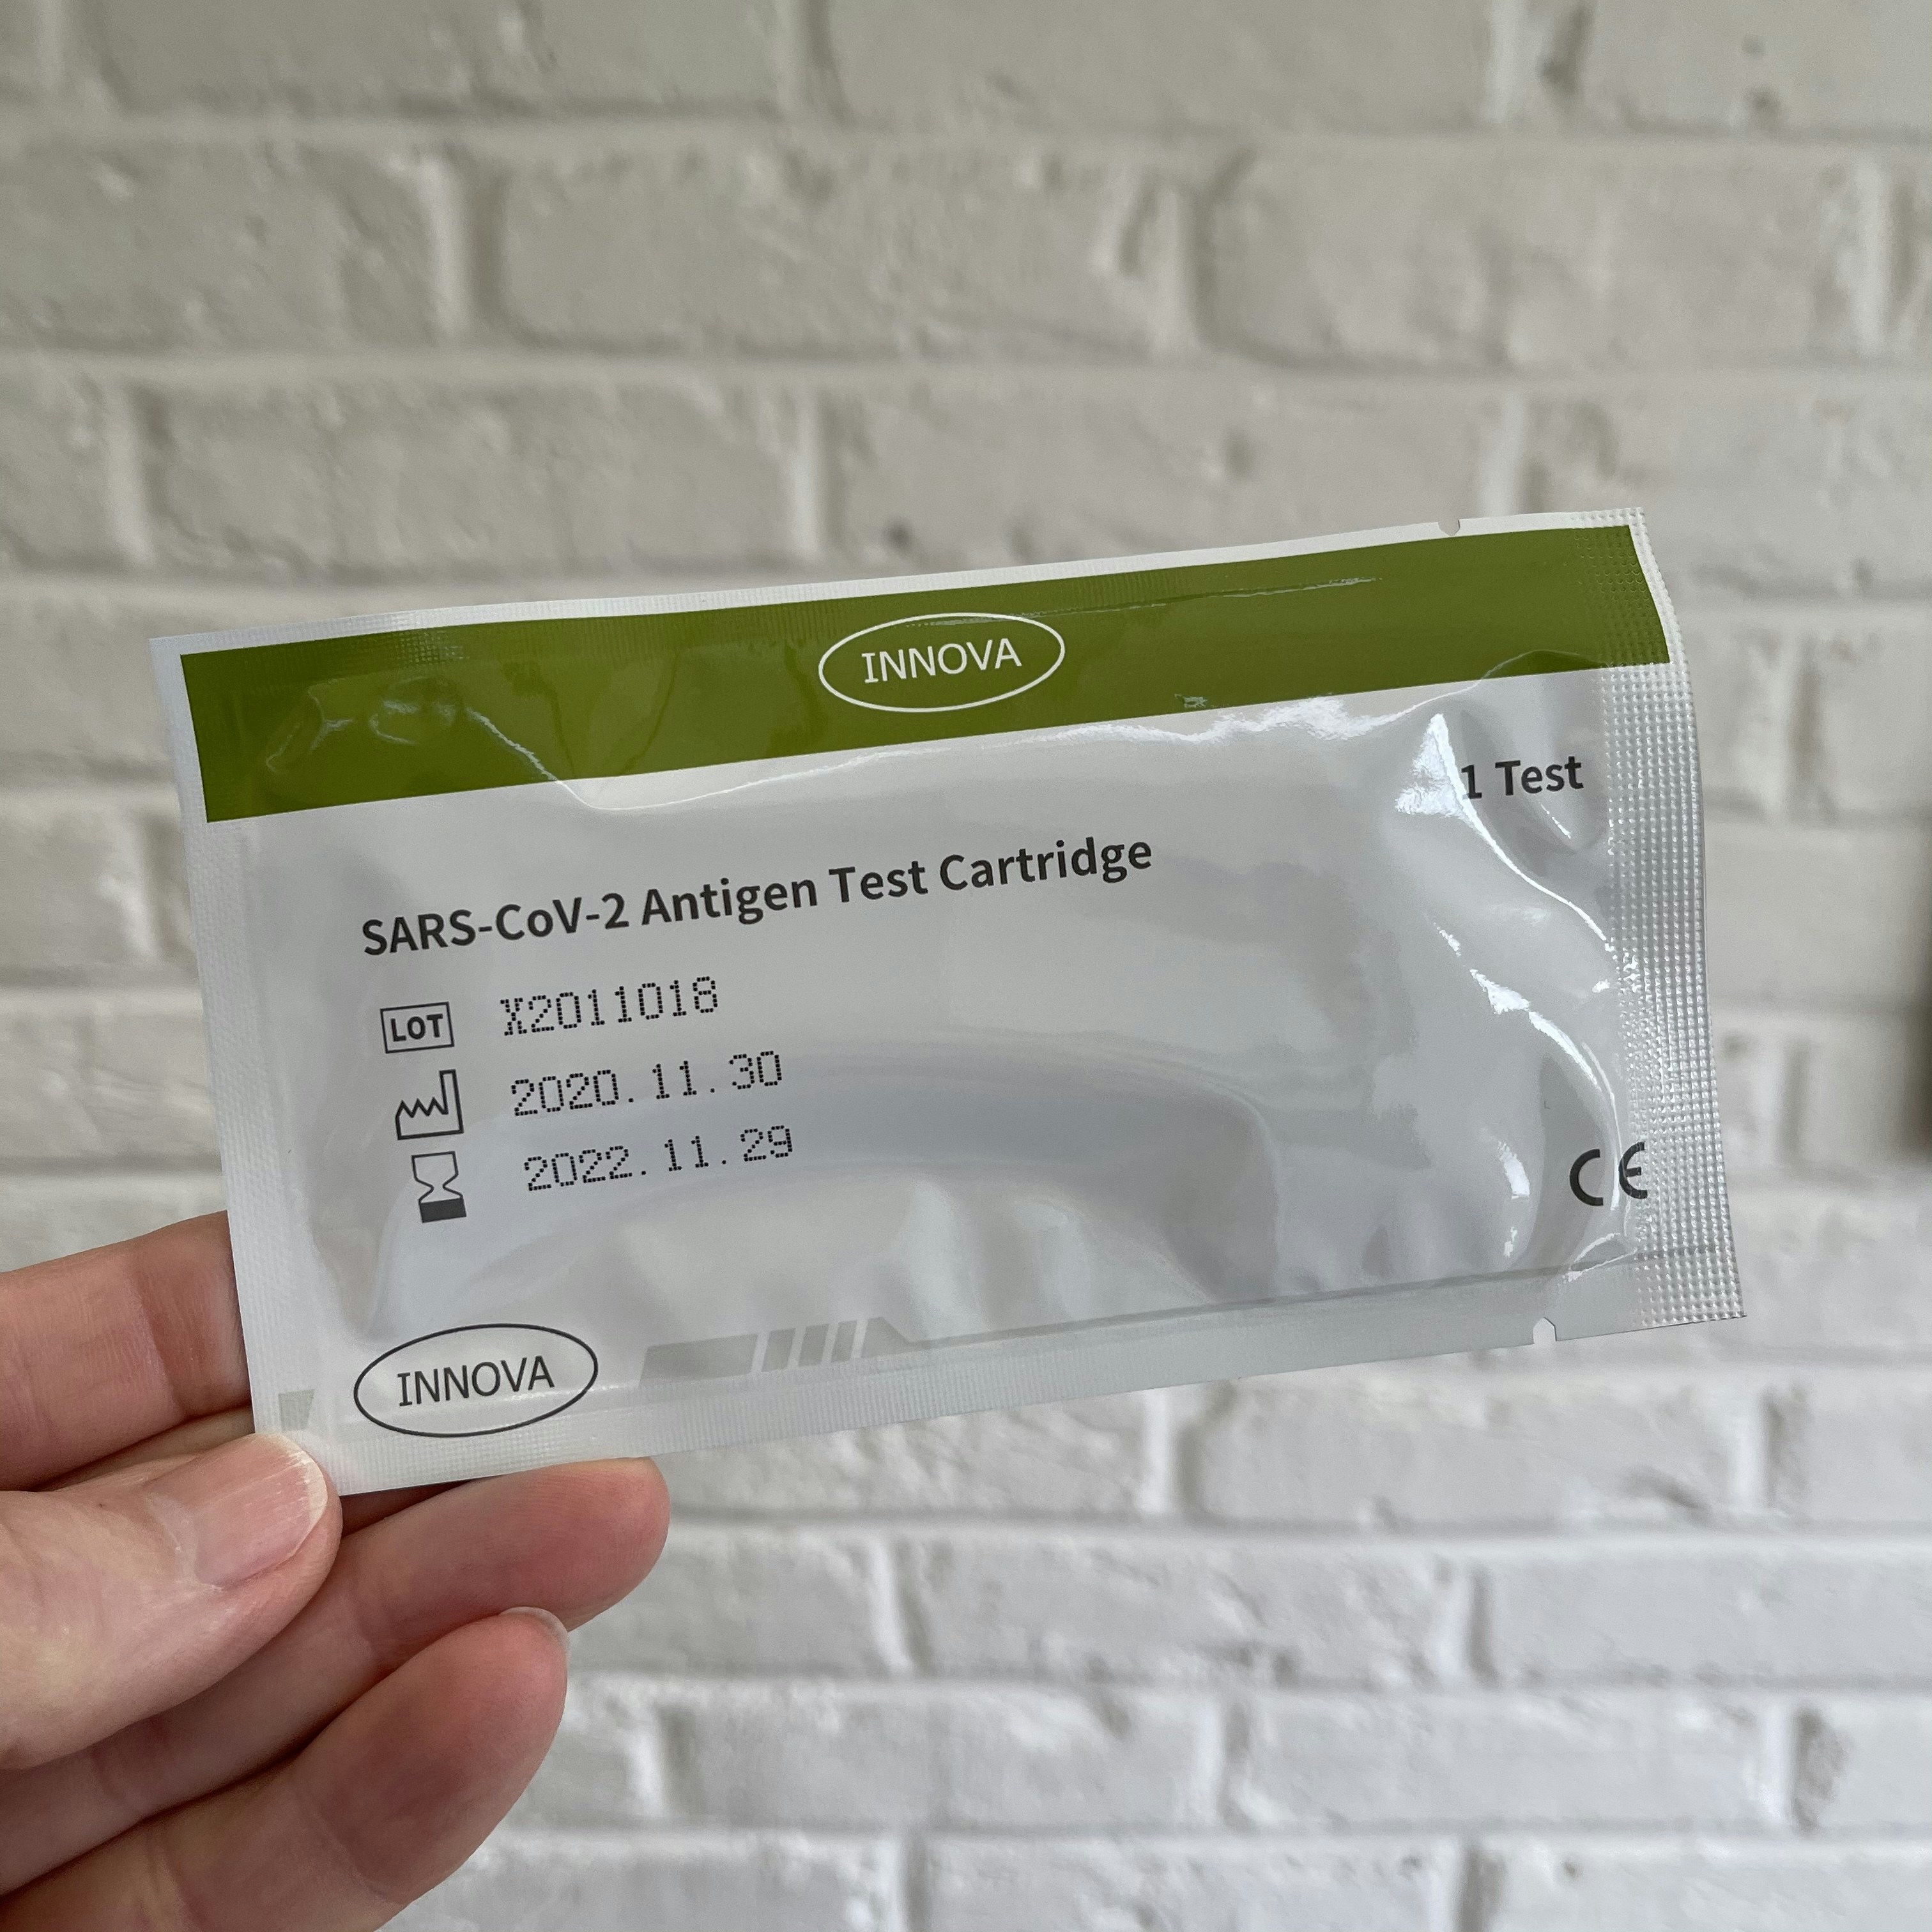 INNOVA
1 Test
SARS-CoV-2 Antigen Test Cartridge
LOT X2011018
2020.11.30
2022.11.29
CE
INNOVA